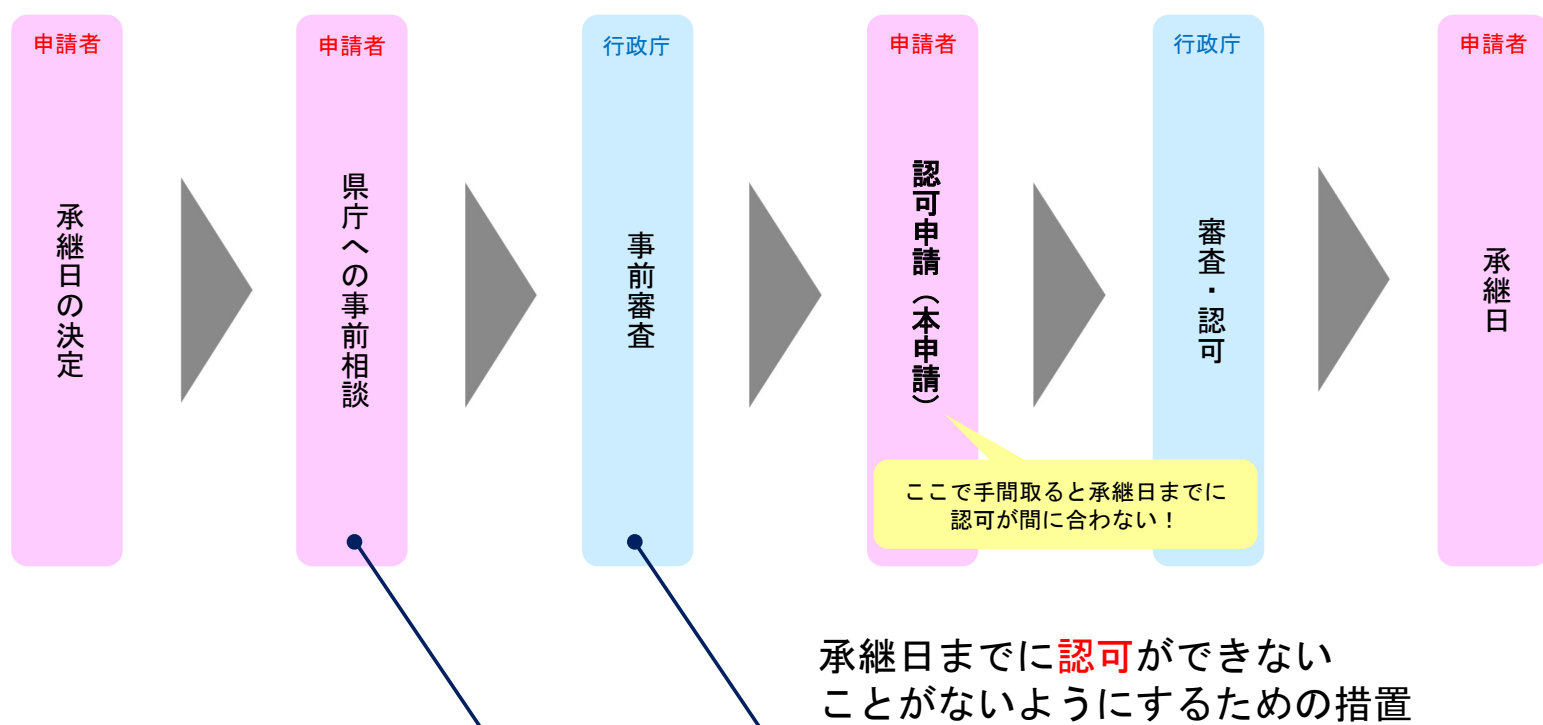 申請者
承継日の決定
申請者
県庁への事前相談
行政庁
事前審査
申請者
認可申請（本申請）
行政庁
審査・認可
申請者
承継日
ここで手間取ると承継日までに
認可が間に合わない！
承継日までに認可ができない
ことがないようにするための措置